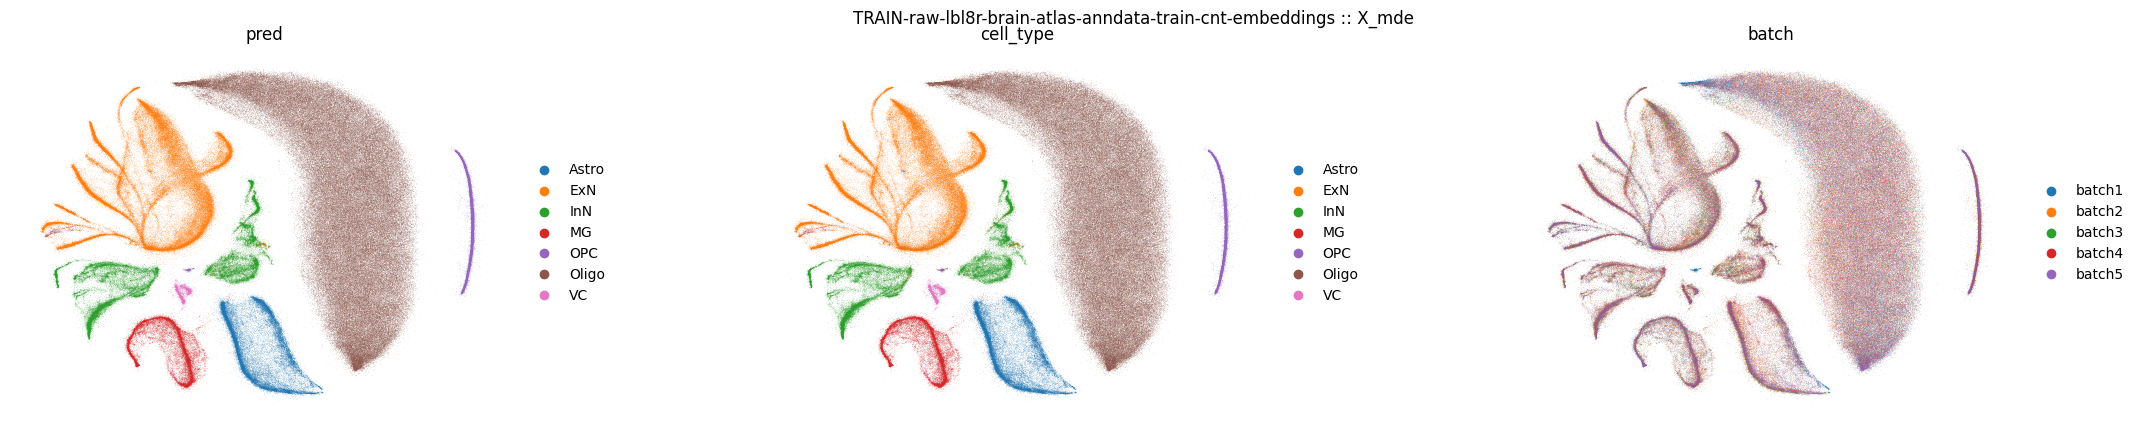 TRAIN-raw-lbl8r-brain-atlas-anndata-train-cnt-embeddings :: X_mde
pred
cell_type
batch
Astro
ExN
InN
MG
OPC
Oligo
VC
Astro
ExN
InN
MG
OPC
Oligo
VC
batch1
batch2
batch3
batch4
batch5